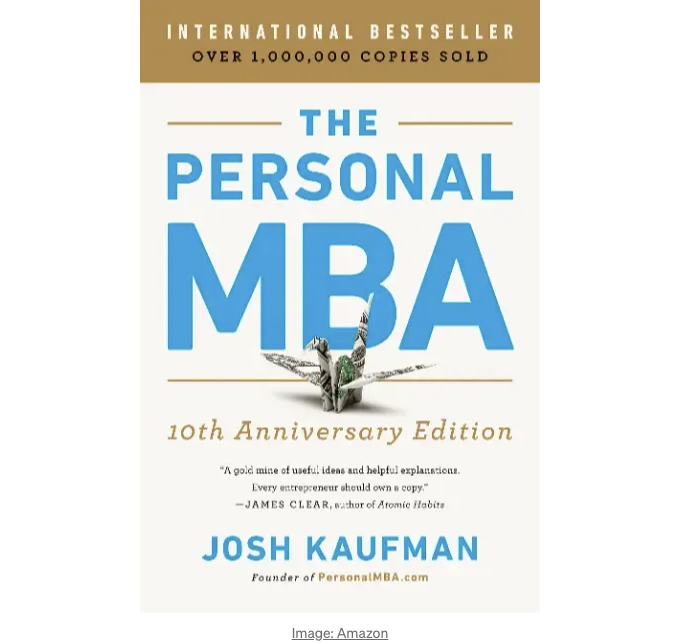 INTERNATIONAL BESTSELLER
OVER 1,000,000 COPIES SOLD
THE
PERSONAL
MBA
10th Anniversary Edition
"A gold mine of useful ideas and helpful explanations.
Every entrepreneur should own a copy."
—JAMES CLEAR, author of Atomic Habits
JOSH KAUFMAN
Founder of PersonalMBA.com
Image: Amazon